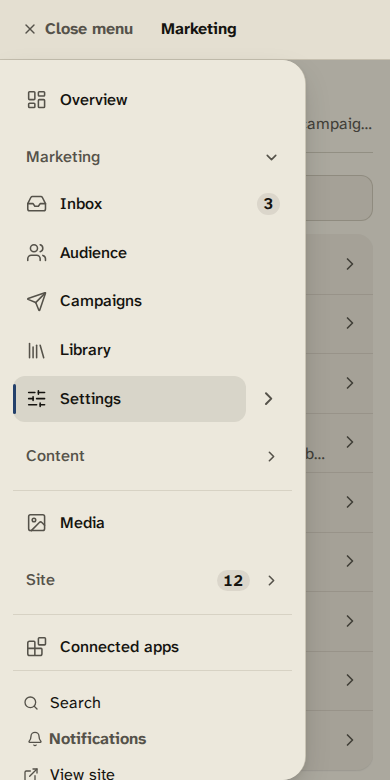 Close menu Marketing
ampaig...
Overview
Marketing
Inbox 3
Audience
Campaigns
Library
Settings
Content
b...
Media
Site 12
Connected apps
Search
Notifications
View site